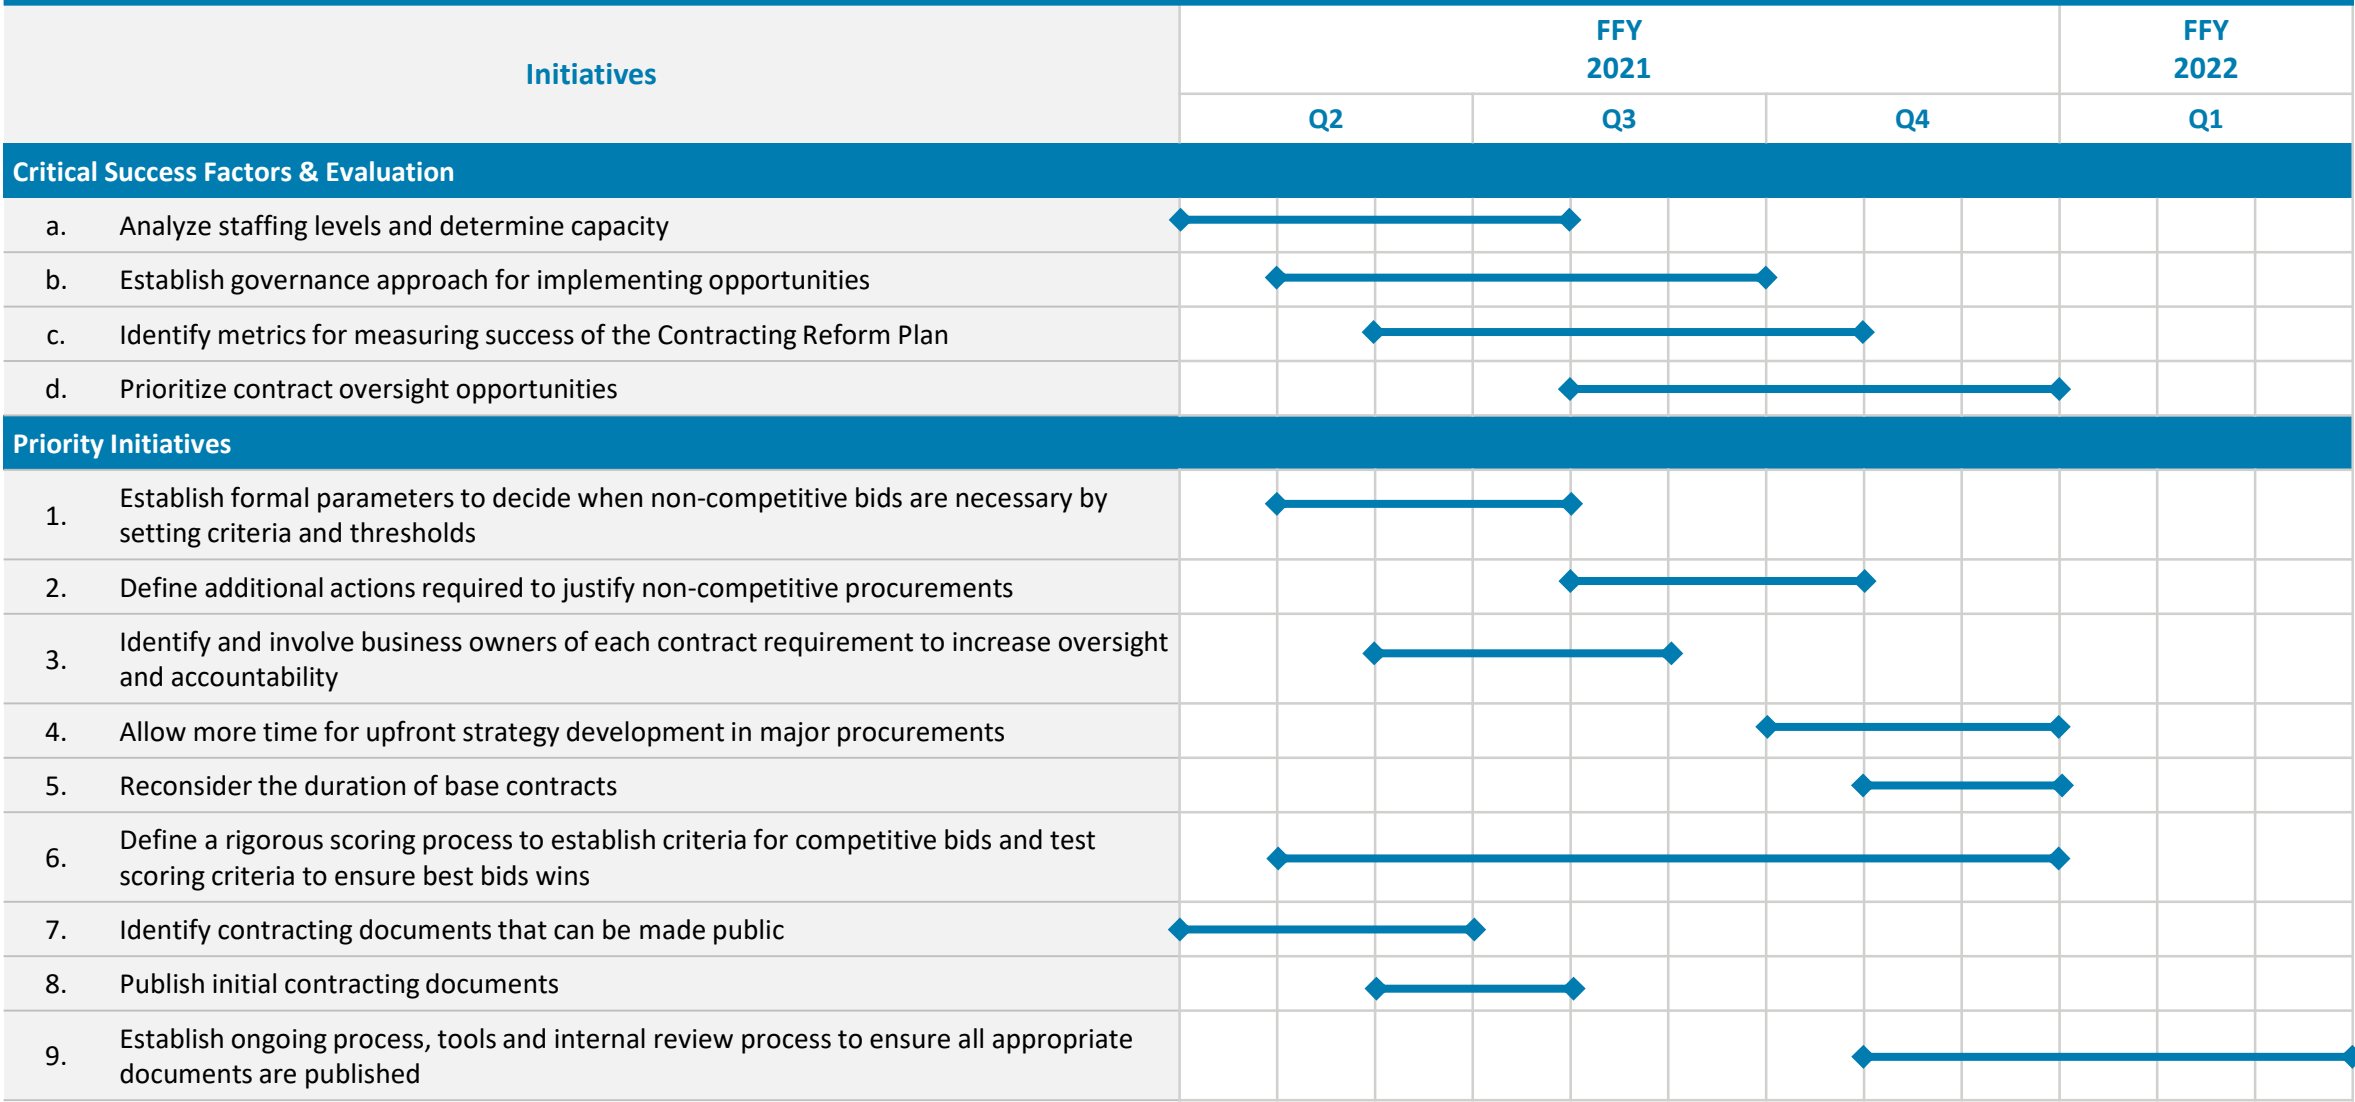 Initiatives
FFY
2021
FFY
2022
Q2
Q3
Q4
Q1
Critical Success Factors & Evaluation
a. Analyze staffing levels and determine capacity
b. Establish governance approach for implementing opportunities
c. Identify metrics for measuring success of the Contracting Reform Plan
d. Prioritize contract oversight opportunities
Priority Initiatives
1. Establish formal parameters to decide when non-competitive bids are necessary by
setting criteria and thresholds
2. Define additional actions required to justify non-competitive procurements
3. Identify and involve business owners of each contract requirement to increase oversight
and accountability
4. Allow more time for upfront strategy development in major procurements
5. Reconsider the duration of base contracts
6. Define a rigorous scoring process to establish criteria for competitive bids and test
scoring criteria to ensure best bids wins
7. Identify contracting documents that can be made public
8. Publish initial contracting documents
9. Establish ongoing process, tools and internal review process to ensure all appropriate
documents are published